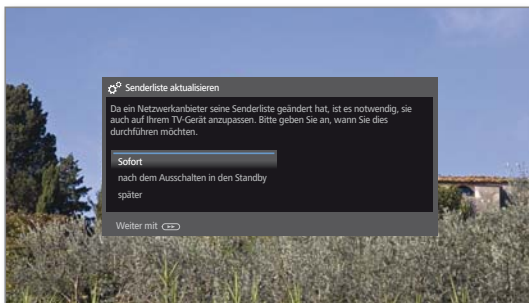 Senderliste aktualisieren
Da ein Netzwerkanbieter seine Senderliste geändert hat, ist es notwendig, sie
auch auf Ihrem TV-Gerät anzupassen. Bitte geben Sie an, wann Sie dies
durchführen möchten.
Sofort
nach dem Ausschalten in den Standby
später
Weiter mit